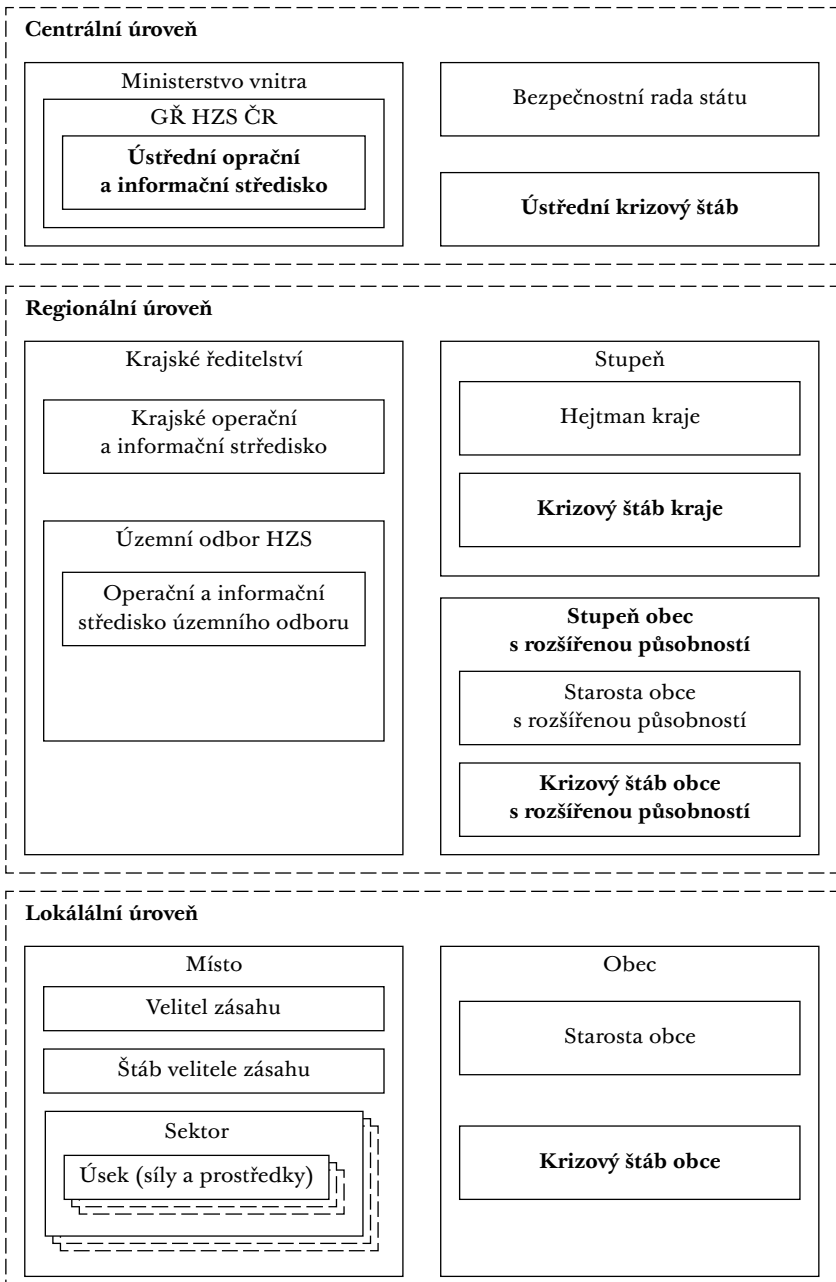 Centrální úroveň
Ministerstvo vnitra
GŘ HZS ČR
Ústřední oprační
a informační středisko
Bezpečnostní rada státu
Ústřední krizový štáb
Regionální úroveň
Krajské ředitelství
Krajské operační
a informační strředisko
Územní odbor HZS
Operační a informační
středisko územního odboru
Stupeň
Hejtman kraje
Krizový štáb kraje
Stupeň obec
s rozšířenou působností
Starosta obce
s rozšířenou působností
Krizový štáb obce
s rozšířenou působností
Lokálální úroveň
Místo
Velitel zásahu
Štáb velitele zásahu
Sektor
Úsek (síly a prostředky)
Obec
Starosta obce
Krizový štáb obce